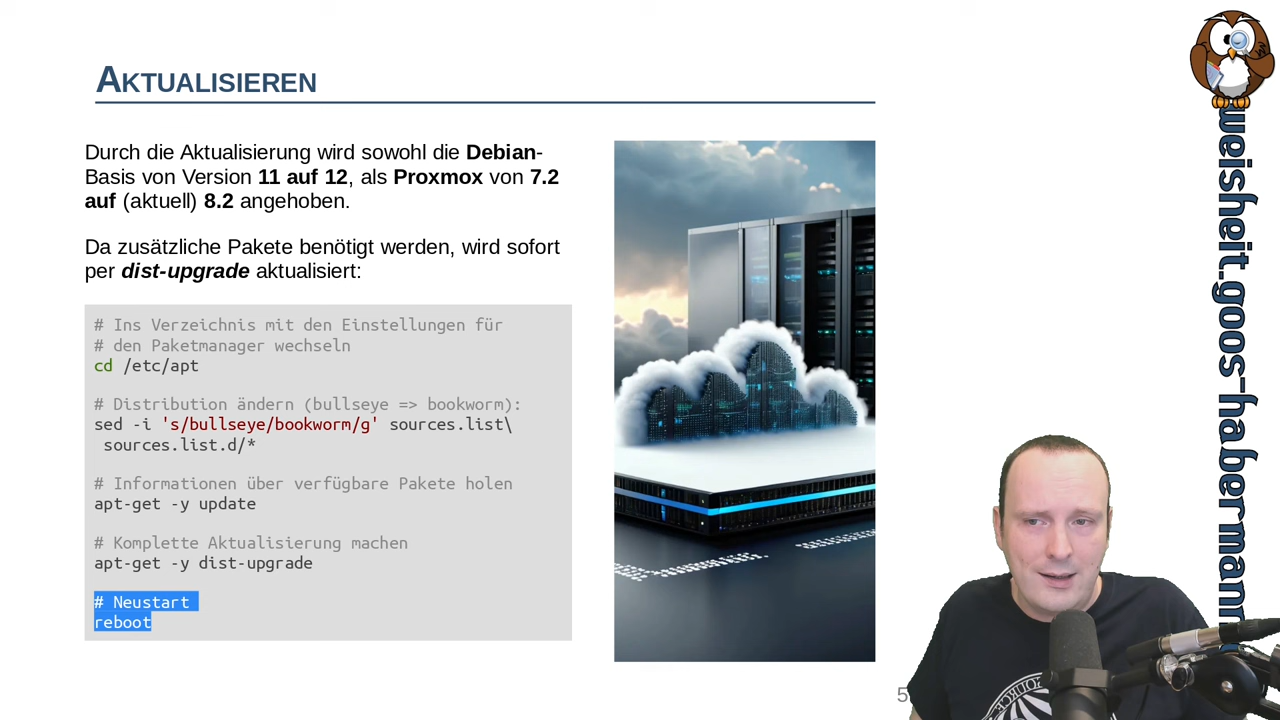 AKTUALISIEREN
Durch die Aktualisierung wird sowohl die Debian-
Basis von Version 11 auf 12, als Proxmox von 7.2
auf (aktuell) 8.2 angehoben.
Da zusätzliche Pakete benötigt werden, wird sofort
per dist-upgrade aktualisiert:
# Ins Verzeichnis mit den Einstellungen für
# den Paketmanager wechseln
cd /etc/apt
# Distribution ändern (bullseye => bookworm):
sed -i 's/bullseye/bookworm/g' sources.list\
sources.list.d/*
# Informationen über verfügbare Pakete holen
apt-get -y update
# Komplette Aktualisierung machen
apt-get -y dist-upgrade
# Neustart
reboot
5
weisheit.goos-habermann